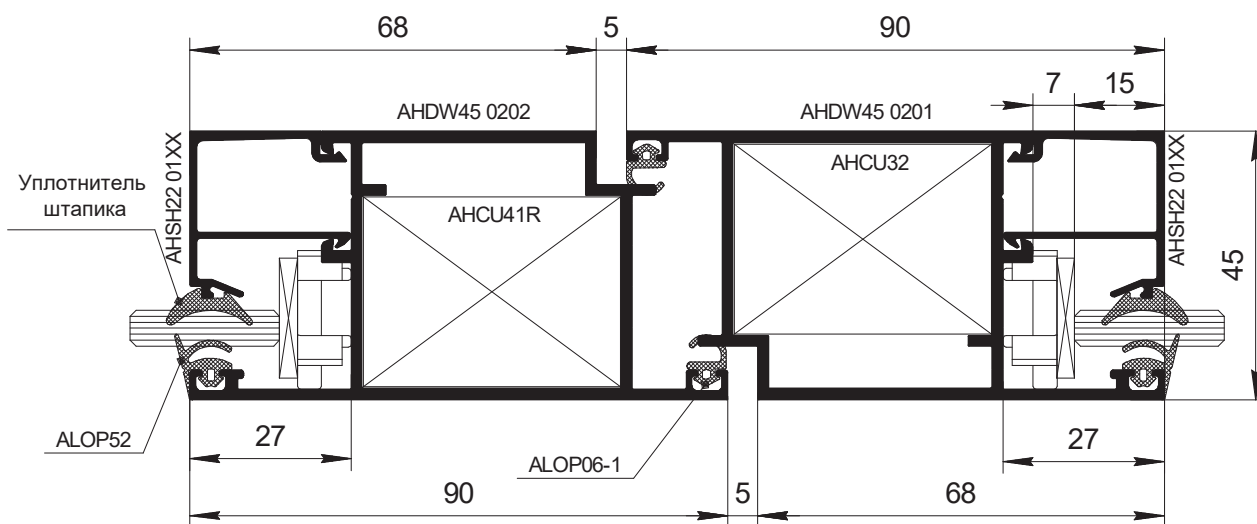 68
5
90
7
15
AHDW45 0202
AHDW45 0201
AHSH22 01XX
Уплотнитель
штапика
AHCU41R
AHCU32
AHSH22 01XX
45
ALOP52
27
ALOP06-1
27
90
5
68